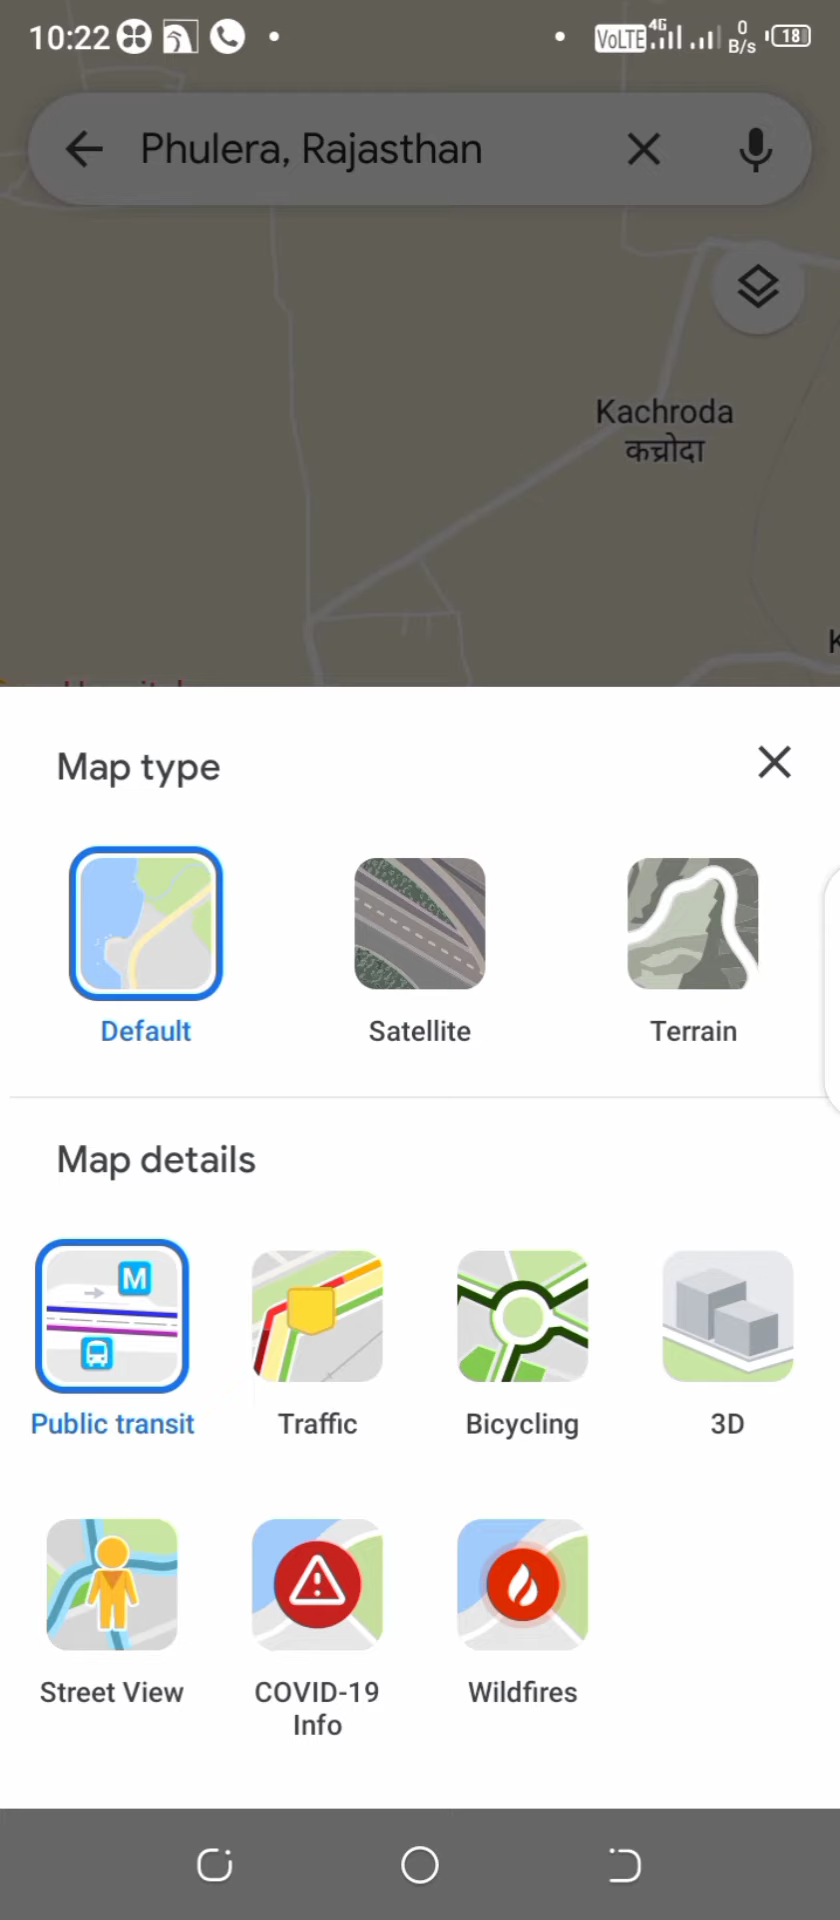 10:22
VoLTE 4G 0 B/s 18
Phulera, Rajasthan
Kachroda
कच्रोदा
Map type
Default Satellite Terrain
Map details
M
Public transit Traffic Bicycling 3D
Street View COVID-19 Info Wildfires